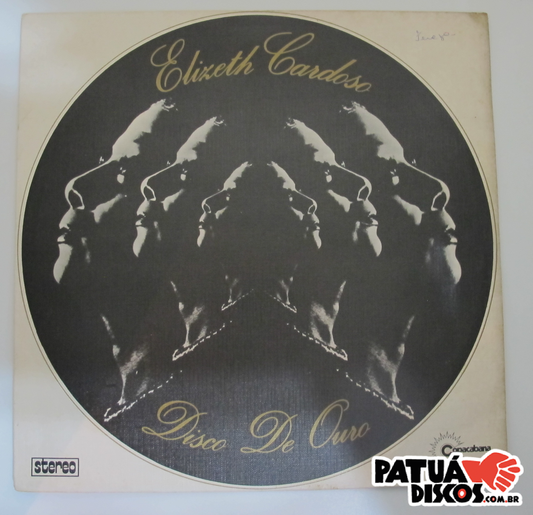 Elizeth Cardoso
Disco De Ouro
stereo
Copacabana
PATUÁ
DISCOS.COM.BR